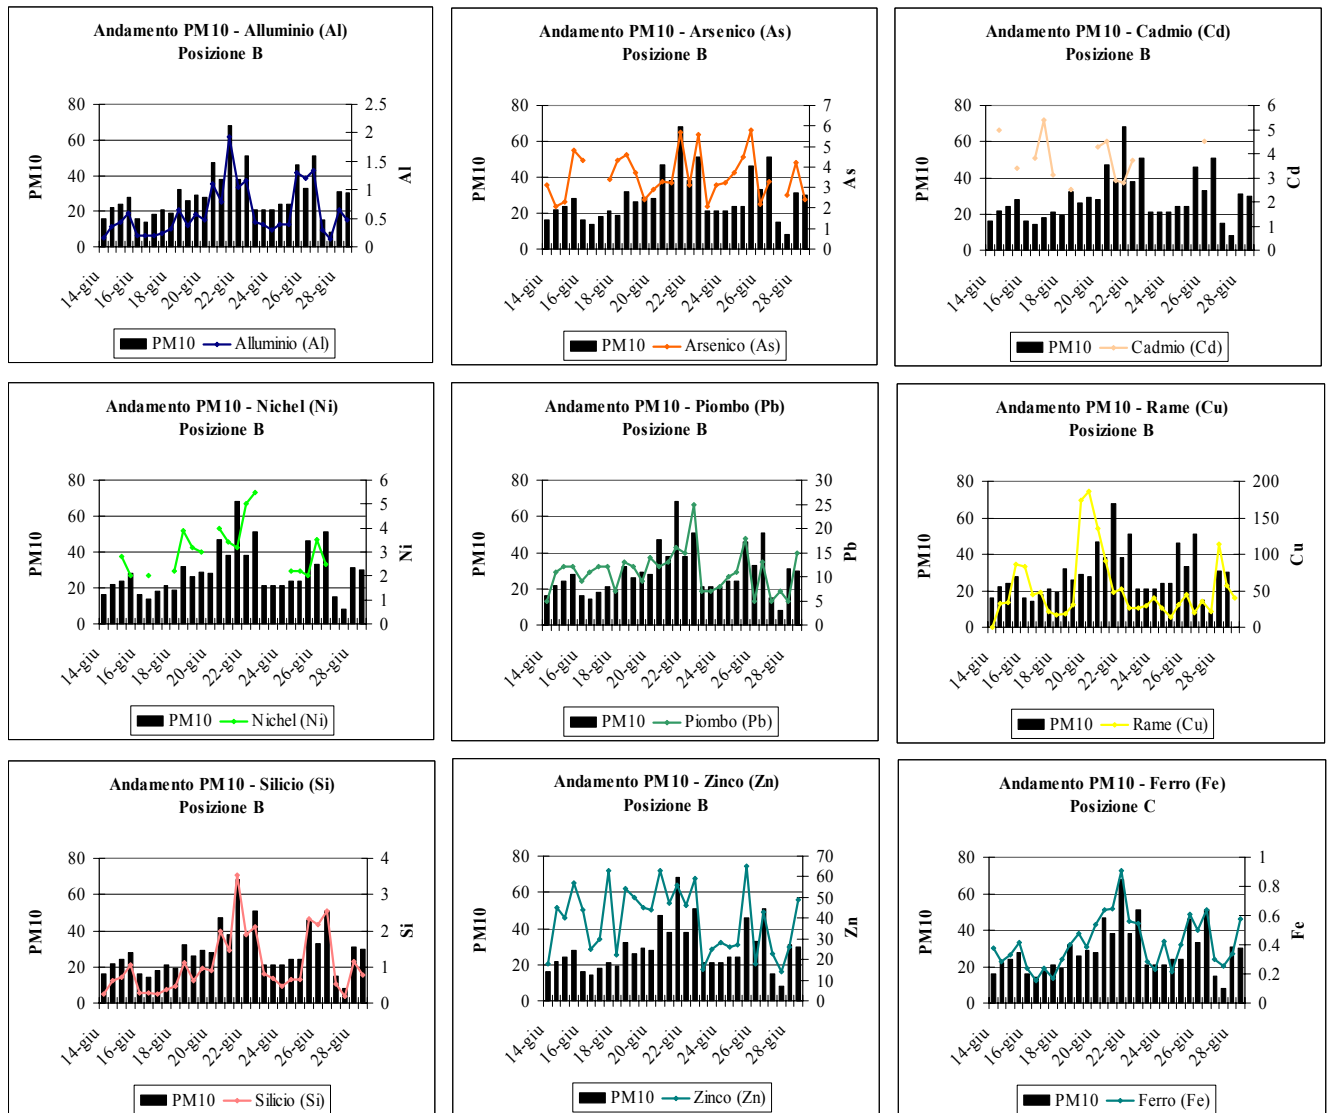 Andamento PM10 - Alluminio (Al)
Posizione B
80
60
40
20
0
PM10
2.5
2
1.5
1
0.5
0
Al
14-giu
16-giu
18-giu
20-giu
22-giu
24-giu
26-giu
28-giu
PM10 Alluminio (Al)
Andamento PM10 - Arsenico (As)
Posizione B
80
60
40
20
0
PM10
7
6
5
4
3
2
1
0
As
14-giu
16-giu
18-giu
20-giu
22-giu
24-giu
26-giu
28-giu
PM10 Arsenico (As)
Andamento PM10 - Cadmio (Cd)
Posizione B
80
60
40
20
0
PM10
6
5
4
3
2
1
0
Cd
14-giu
16-giu
18-giu
20-giu
22-giu
24-giu
26-giu
28-giu
PM10 Cadmio (Cd)
Andamento PM10 - Nichel (Ni)
Posizione B
80
60
40
20
0
PM10
6
5
4
3
2
1
0
Ni
14-giu
16-giu
18-giu
20-giu
22-giu
24-giu
26-giu
28-giu
PM10 Nichel (Ni)
Andamento PM10 - Piombo (Pb)
Posizione B
80
60
40
20
0
PM10
30
25
20
15
10
5
0
Pb
14-giu
16-giu
18-giu
20-giu
22-giu
24-giu
26-giu
28-giu
PM10 Piombo (Pb)
Andamento PM10 - Rame (Cu)
Posizione B
80
60
40
20
0
PM10
200
150
100
50
0
Cu
14-giu
16-giu
18-giu
20-giu
22-giu
24-giu
26-giu
28-giu
PM10 Rame (Cu)
Andamento PM10 - Silicio (Si)
Posizione B
80
60
40
20
0
PM10
4
3
2
1
0
Si
14-giu
16-giu
18-giu
20-giu
22-giu
24-giu
26-giu
28-giu
PM10 Silicio (Si)
Andamento PM10 - Zinco (Zn)
Posizione B
80
60
40
20
0
PM10
70
60
50
40
30
20
10
0
Zn
14-giu
16-giu
18-giu
20-giu
22-giu
24-giu
26-giu
28-giu
PM10 Zinco (Zn)
Andamento PM10 - Ferro (Fe)
Posizione C
80
60
40
20
0
PM10
1
0.8
0.6
0.4
0.2
0
Fe
14-giu
16-giu
18-giu
20-giu
22-giu
24-giu
26-giu
28-giu
PM10 Ferro (Fe)